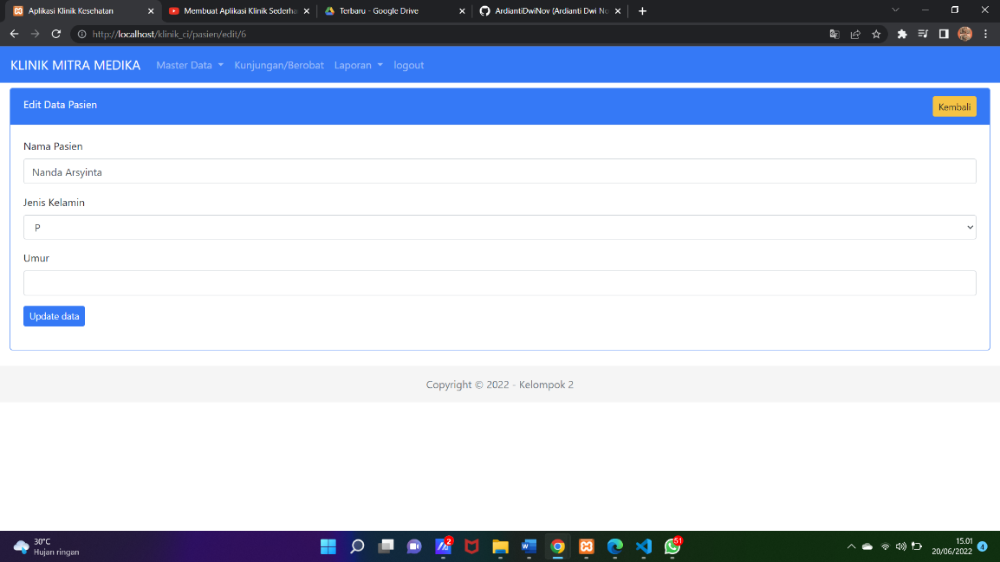 Aplikasi Klinik Kesehatan
Membuat Aplikasi Klinik Sederha
Terbaru - Google Drive
ArdiantiDwiNov (Ardianti Dwi No
http://localhost/klinik_ci/pasien/edit/6
KLINIK MITRA MEDIKA
Master Data
Kunjungan/Berobat
Laporan
logout
Edit Data Pasien
Kembali
Nama Pasien
Nanda Arsyinta
Jenis Kelamin
P
Umur
Update data
Copyright © 2022 - Kelompok 2
30°C
Hujan ringan
2
51
15.01
20/06/2022
4